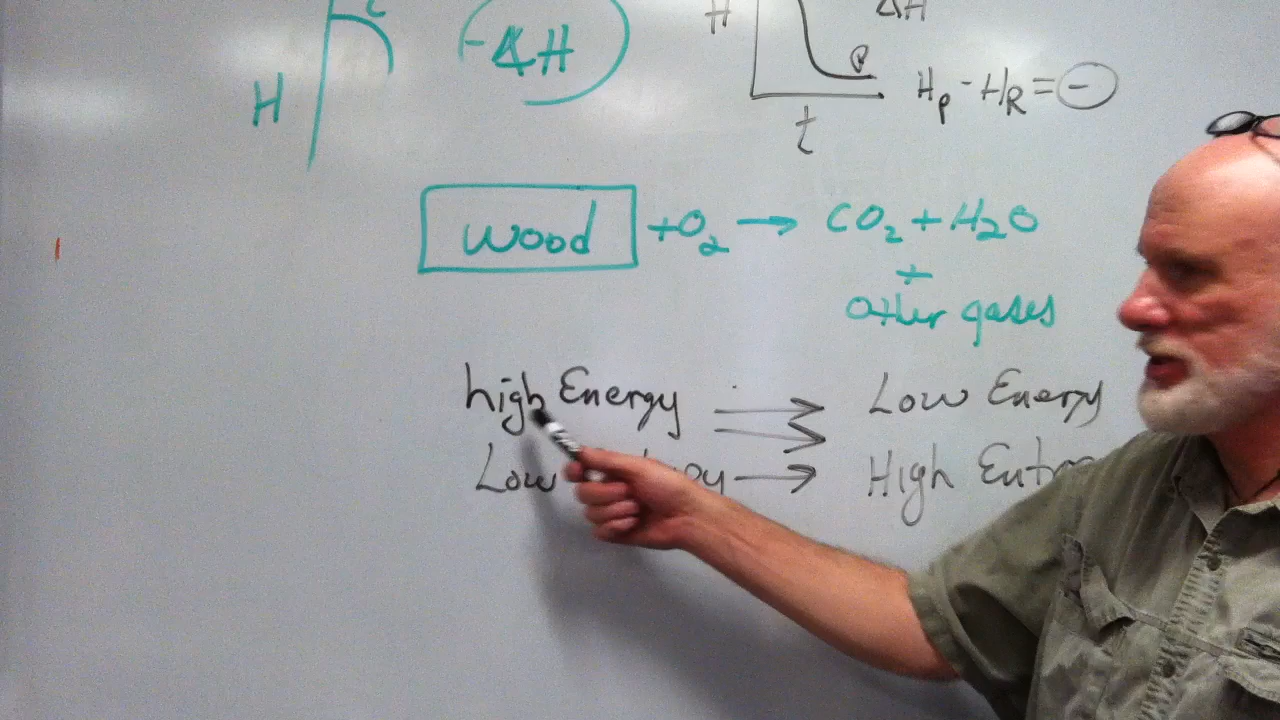 H
-ΔH
H
ΔH
P
t
Hp - HR = -
wood + O2 → CO2 + H2O
+
other gases
high Energy → Low Energy
Low → High